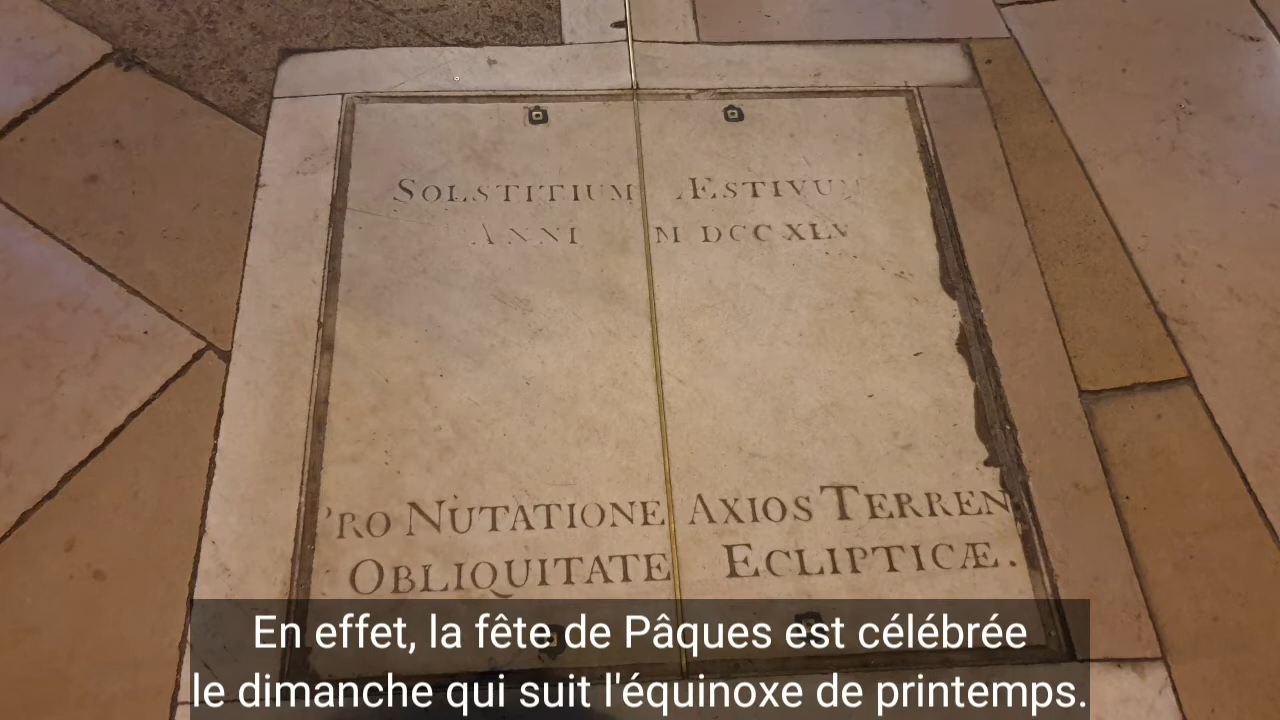 SOLSTITIUM ÆSTIVUM
ANNI M DCC XLV
'RO NUTATIONE AXIOS TERREN
OBLIQUITATE ECLIPTICÆ.
En effet, la fête de Pâques est célébrée
le dimanche qui suit l'équinoxe de printemps.